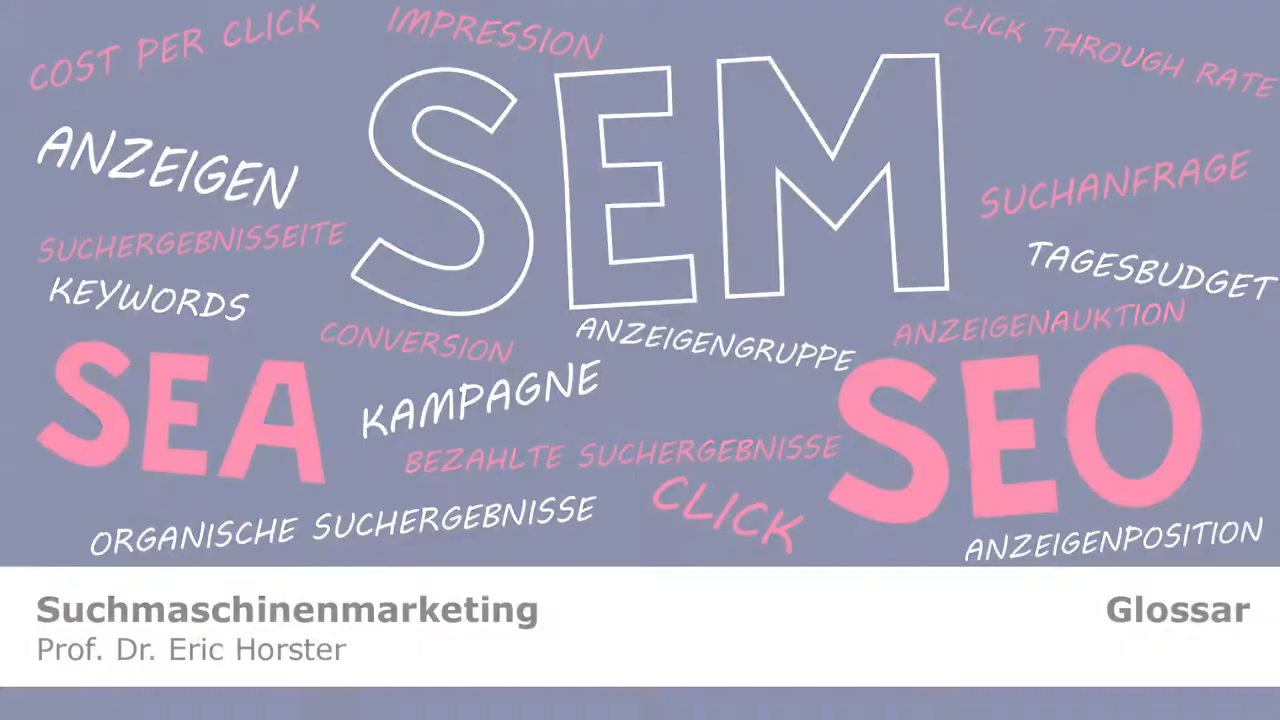 COST PER CLICK
IMPRESSION
CLICK THROUGH RATE
SEM
ANZEIGEN
SUCHANFRAGE
SUCHERGEBNISSEITE
TAGESBUDGET
KEYWORDS
CONVERSION
ANZEIGENGRUPPE
ANZEIGENAUKTION
SEA
KAMPAGNE
SEO
BEZAHLTE SUCHERGEBNISSE
CLICK
ORGANISCHE SUCHERGEBNISSE
ANZEIGENPOSITION
Suchmaschinenmarketing
Glossar
Prof. Dr. Eric Horster